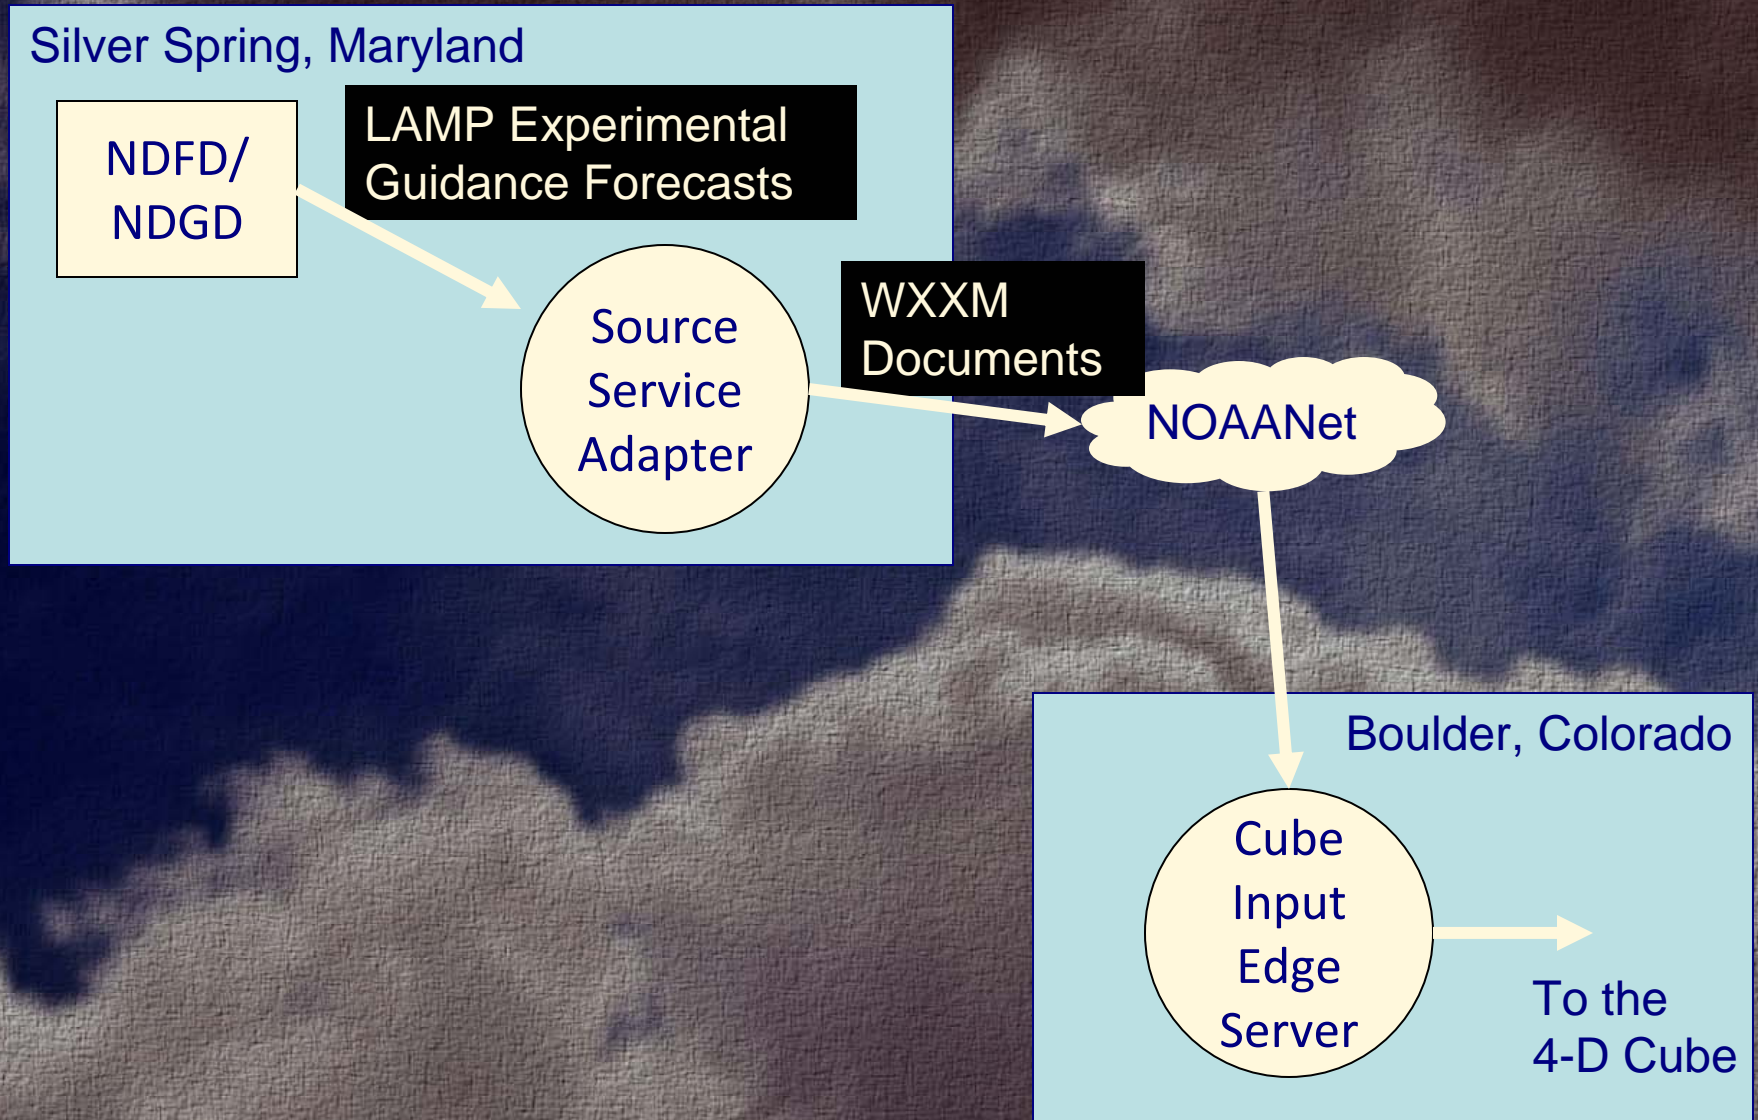 Silver Spring, Maryland
NDFD/
NDGD
LAMP Experimental
Guidance Forecasts
Source
Service
Adapter
WXXM
Documents
NOAANet
Boulder, Colorado
Cube
Input
Edge
Server
To the
4-D Cube